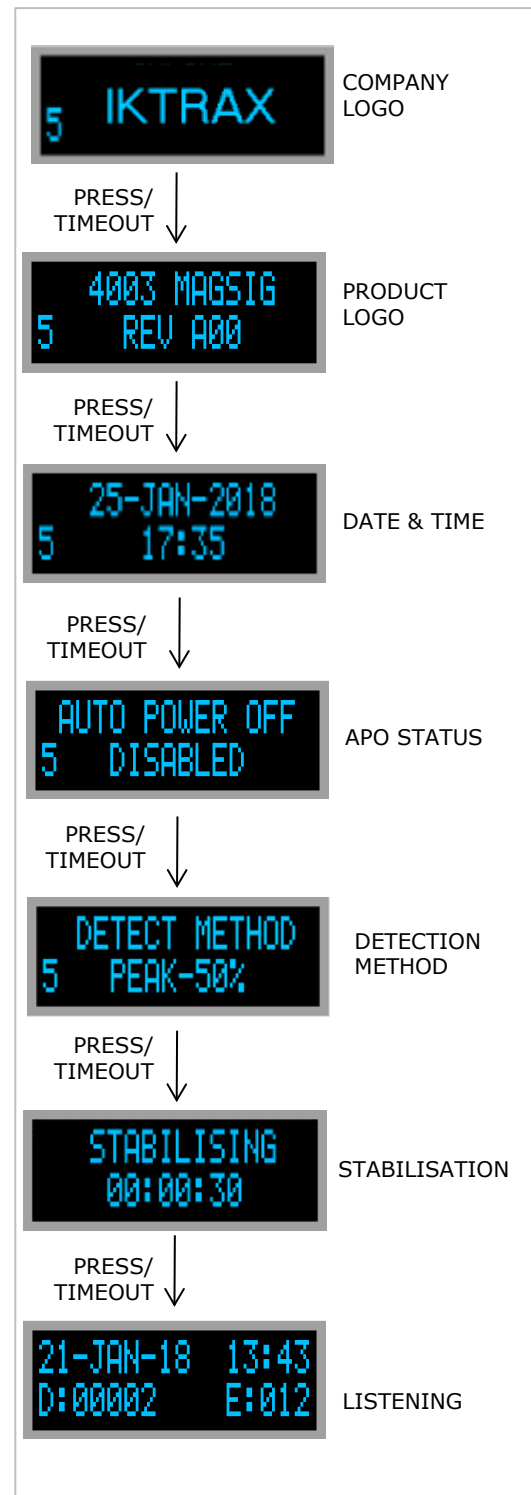 IKTRAX
5
COMPANY
LOGO
PRESS/
TIMEOUT
4003 MAGSIG
5 REV A00
PRODUCT
LOGO
PRESS/
TIMEOUT
25-JAN-2018
5 17:35
DATE & TIME
PRESS/
TIMEOUT
AUTO POWER OFF
5 DISABLED
APO STATUS
PRESS/
TIMEOUT
DETECT METHOD
5 PEAK-50%
DETECTION
METHOD
PRESS/
TIMEOUT
STABILISING
00:00:30
STABILISATION
PRESS/
TIMEOUT
21-JAN-18 13:43
D:00002 E:012
LISTENING